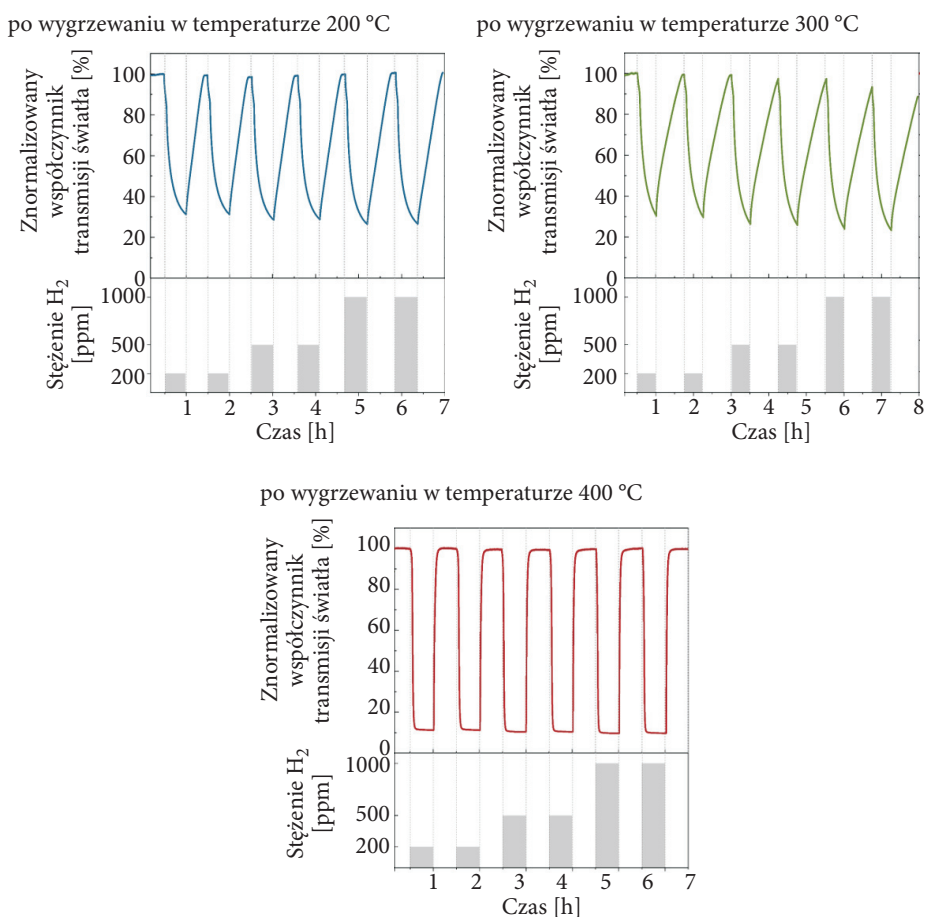 po wygrzewaniu w temperaturze 200 °C
Znormalizowany
współczynnik
transmisji światła [%]
100
80
60
40
20
0
Stężenie H₂
[ppm]
1000
500
200
1 2 3 4 5 6 7
Czas [h]
po wygrzewaniu w temperaturze 300 °C
Znormalizowany
współczynnik
transmisji światła [%]
100
80
60
40
20
0
Stężenie H₂
[ppm]
1000
500
200
1 2 3 4 5 6 7 8
Czas [h]
po wygrzewaniu w temperaturze 400 °C
Znormalizowany
współczynnik
transmisji światła [%]
100
80
60
40
20
0
Stężenie H₂
[ppm]
1000
500
200
1 2 3 4 5 6 7
Czas [h]